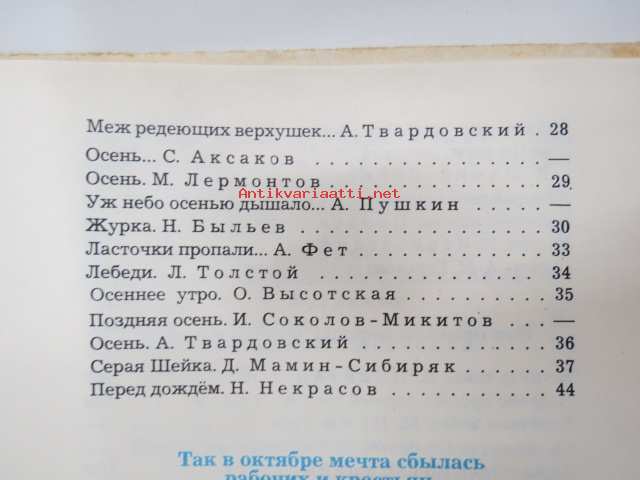 Меж редеющих верхушек... А. Твардовский . 28
Осень... С. Аксаков . . . . . . . . . . . . . —
Осень. М. Лермонтов . . . . . . . . . . . . 29
Antikvariaatti.net
Уж небо осенью дышало... А. Пушкин . . . . . —
Журка. Н. Быльев . . . . . . . . . . . . . 30
Ласточки пропали... А. Фет . . . . . . . . . . 33
Лебеди. Л. Толстой . . . . . . . . . . . . 34
Осеннее утро. О. Высотская . . . . . . . . . 35
Поздняя осень. И. Соколов-Микитов . . . —
Осень. А. Твардовский . . . . . . . . . . 36
Серая Шейка. Д. Мамин-Сибиряк . . . . . 37
Перед дождём. Н. Некрасов . . . . . . . . 44
Так в октябре мечта сбылась
рабочих и крестьян